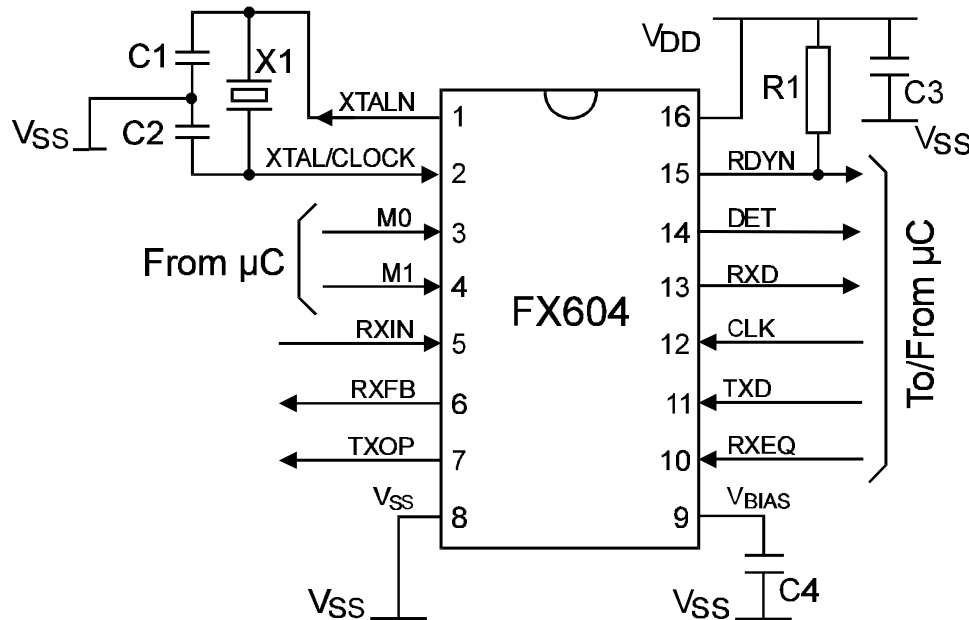 C1
X1
C2
VSS
XTALN
XTAL/CLOCK
M0
From µC
M1
RXIN
RXFB
TXOP
VSS
VSS
1
2
3
4
5
6
7
8
FX604
16
15
14
13
12
11
10
9
VDD
R1
C3
VSS
RDYN
DET
RXD
CLK
TXD
RXEQ
VBIAS
To/From µC
C4
VSS